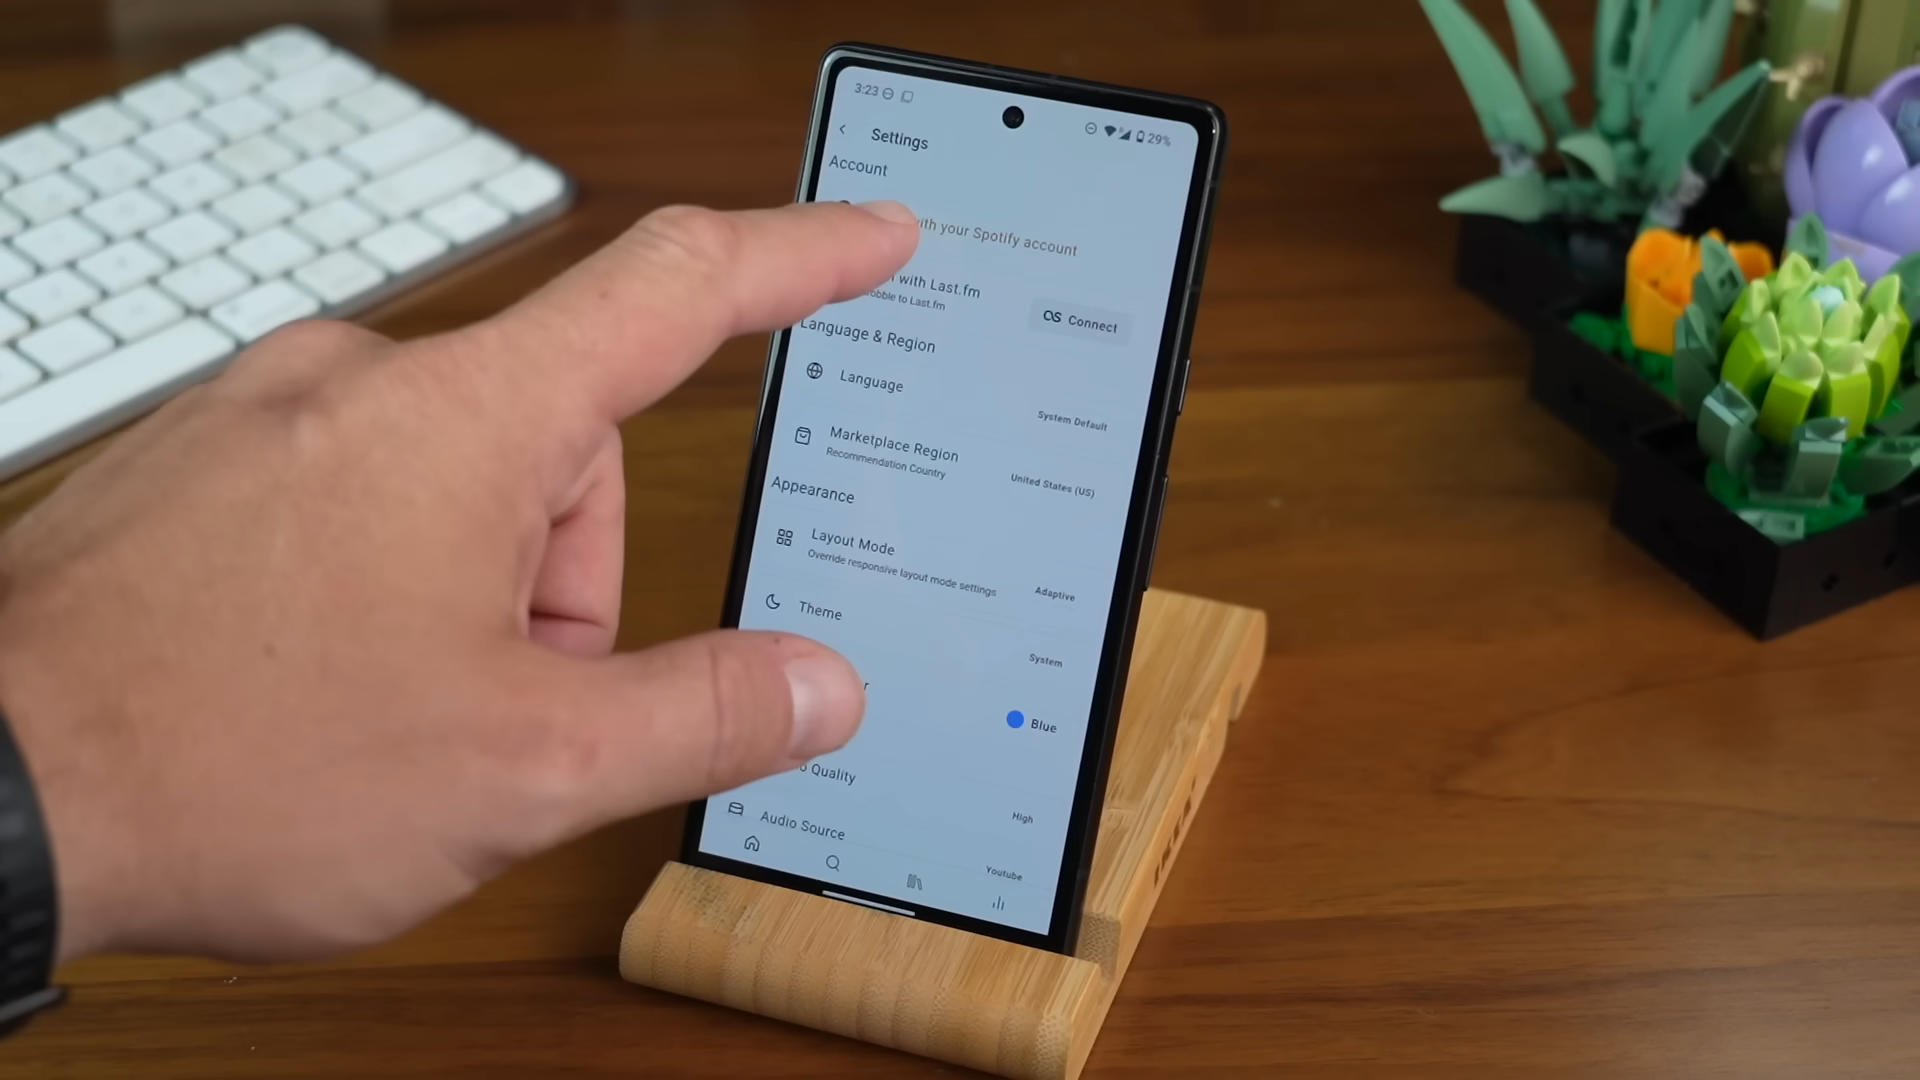 3:23
29%
Settings
Account
with your Spotify account
with Last.fm
to Last.fm
Connect
Language & Region
Language
System Default
Marketplace Region
Recommendation Country
United States (US)
Appearance
Layout Mode
Override responsive layout mode settings
Adaptive
Theme
System
Blue
Quality
High
Audio Source
Youtube